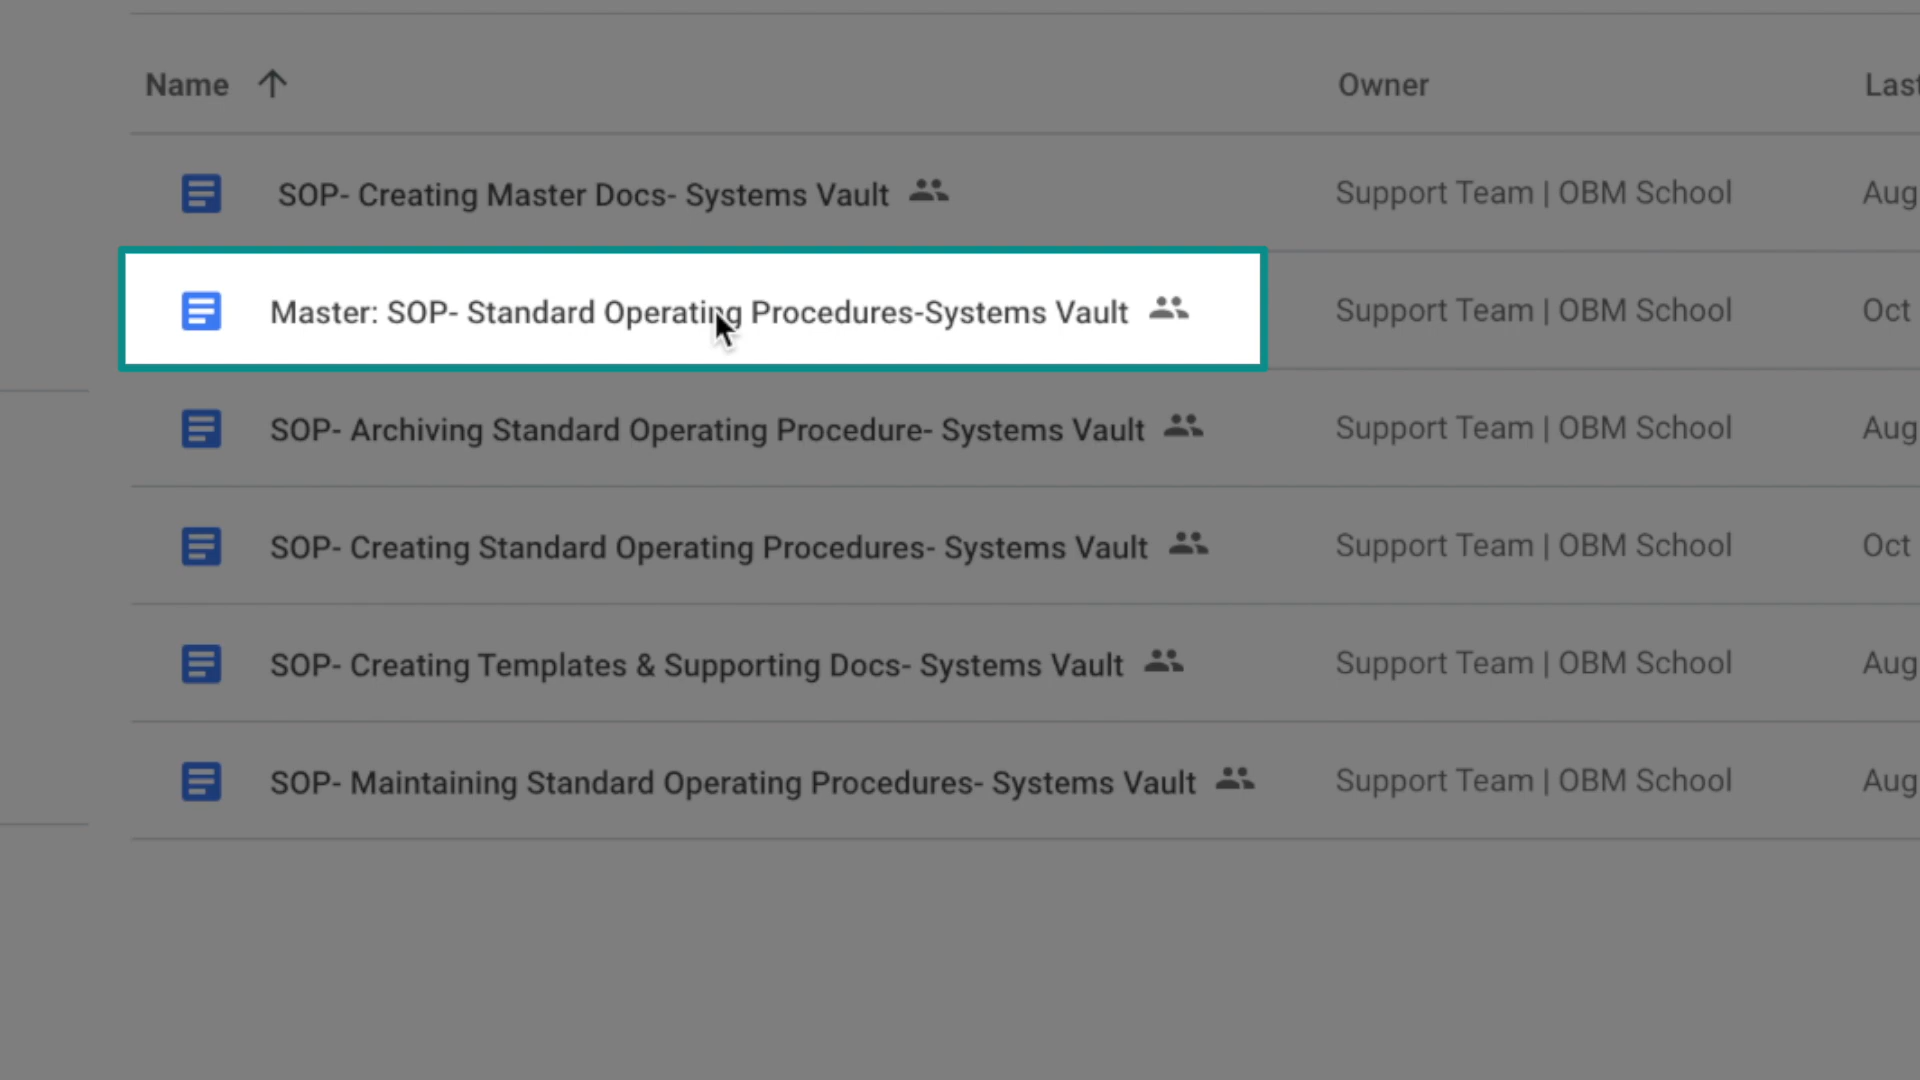 Name Owner Last
SOP- Creating Master Docs- Systems Vault Support Team | OBM School Aug
Master: SOP- Standard Operating Procedures-Systems Vault Support Team | OBM School Oct
SOP- Archiving Standard Operating Procedure- Systems Vault Support Team | OBM School Aug
SOP- Creating Standard Operating Procedures- Systems Vault Support Team | OBM School Oct
SOP- Creating Templates & Supporting Docs- Systems Vault Support Team | OBM School Aug
SOP- Maintaining Standard Operating Procedures- Systems Vault Support Team | OBM School Aug